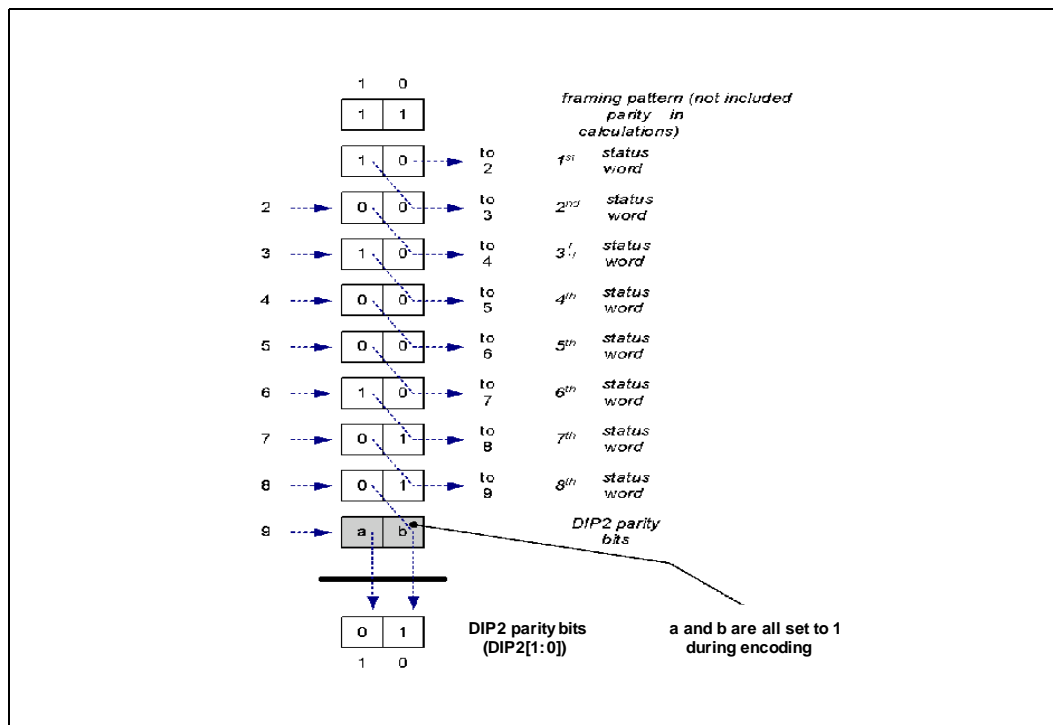 1 0
framing pattern (not included
parity in
calculations)
1 1
1 0 to 2 1st status word
2 0 0 to 3 2nd status word
3 1 0 to 4 status word
4 0 0 to 5 4th status word
5 0 0 to 6 5th status word
6 1 0 to 7 6th status word
7 0 1 to 8 7th status word
8 0 1 to 9 8th status word
9 a b DIP2 parity bits
0 1
1 0
DIP2 parity bits
(DIP2[1:0])
a and b are all set to 1
during encoding